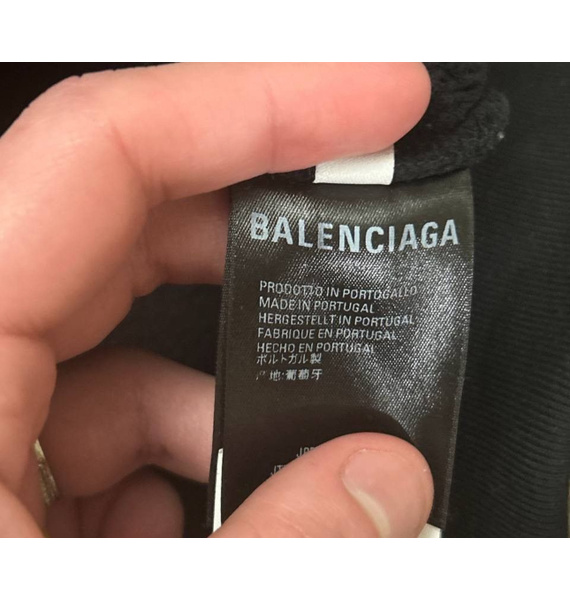 BALENCIAGA
PRODOTTO IN PORTOGALLO
MADE IN PORTUGAL
HERGESTELLT IN PORTUGAL
FABRIQUE EN PORTUGAL
HECHO EN PORTUGAL
ポルトガル製
产地:葡萄牙